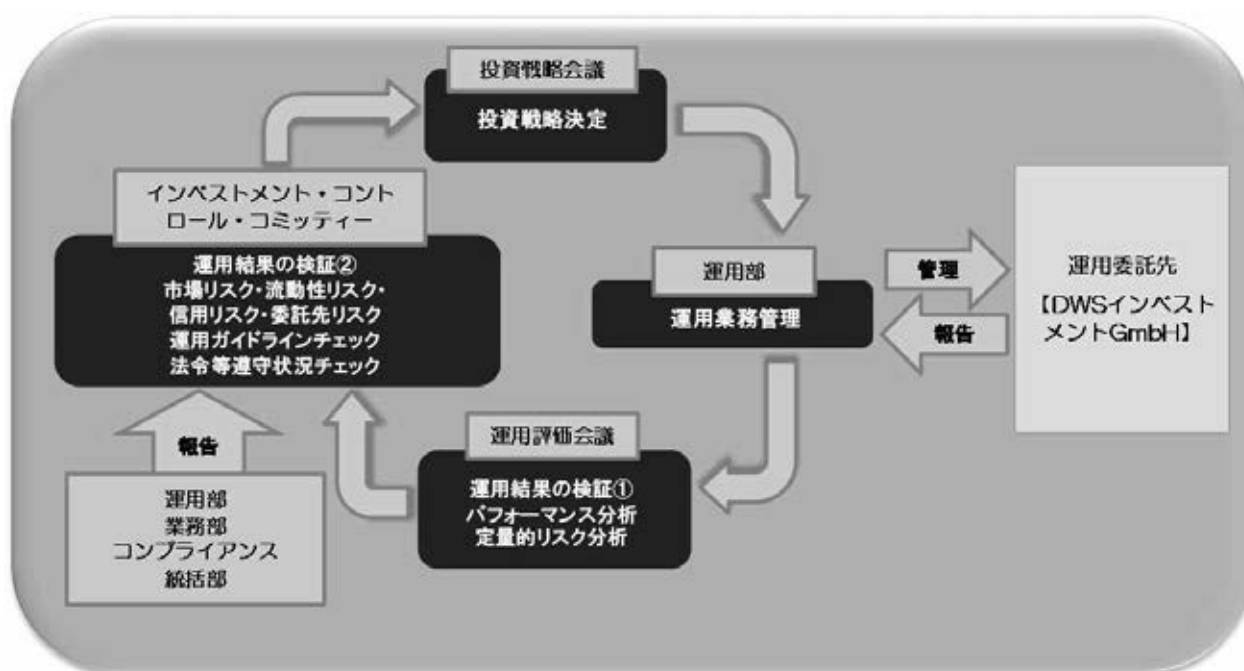 投資戦略会議
投資戦略決定
インベストメント・コント
ロール・コミッティー
運用結果の検証②
市場リスク・流動性リスク・
信用リスク・委託先リスク
運用ガイドラインチェック
法令等遵守状況チェック
運用部
運用業務管理
管理
報告
運用委託先
【DWSインベスト
メントGmbH】
報告
運用部
業務部
コンプライアンス
統括部
運用評価会議
運用結果の検証①
パフォーマンス分析
定量的リスク分析